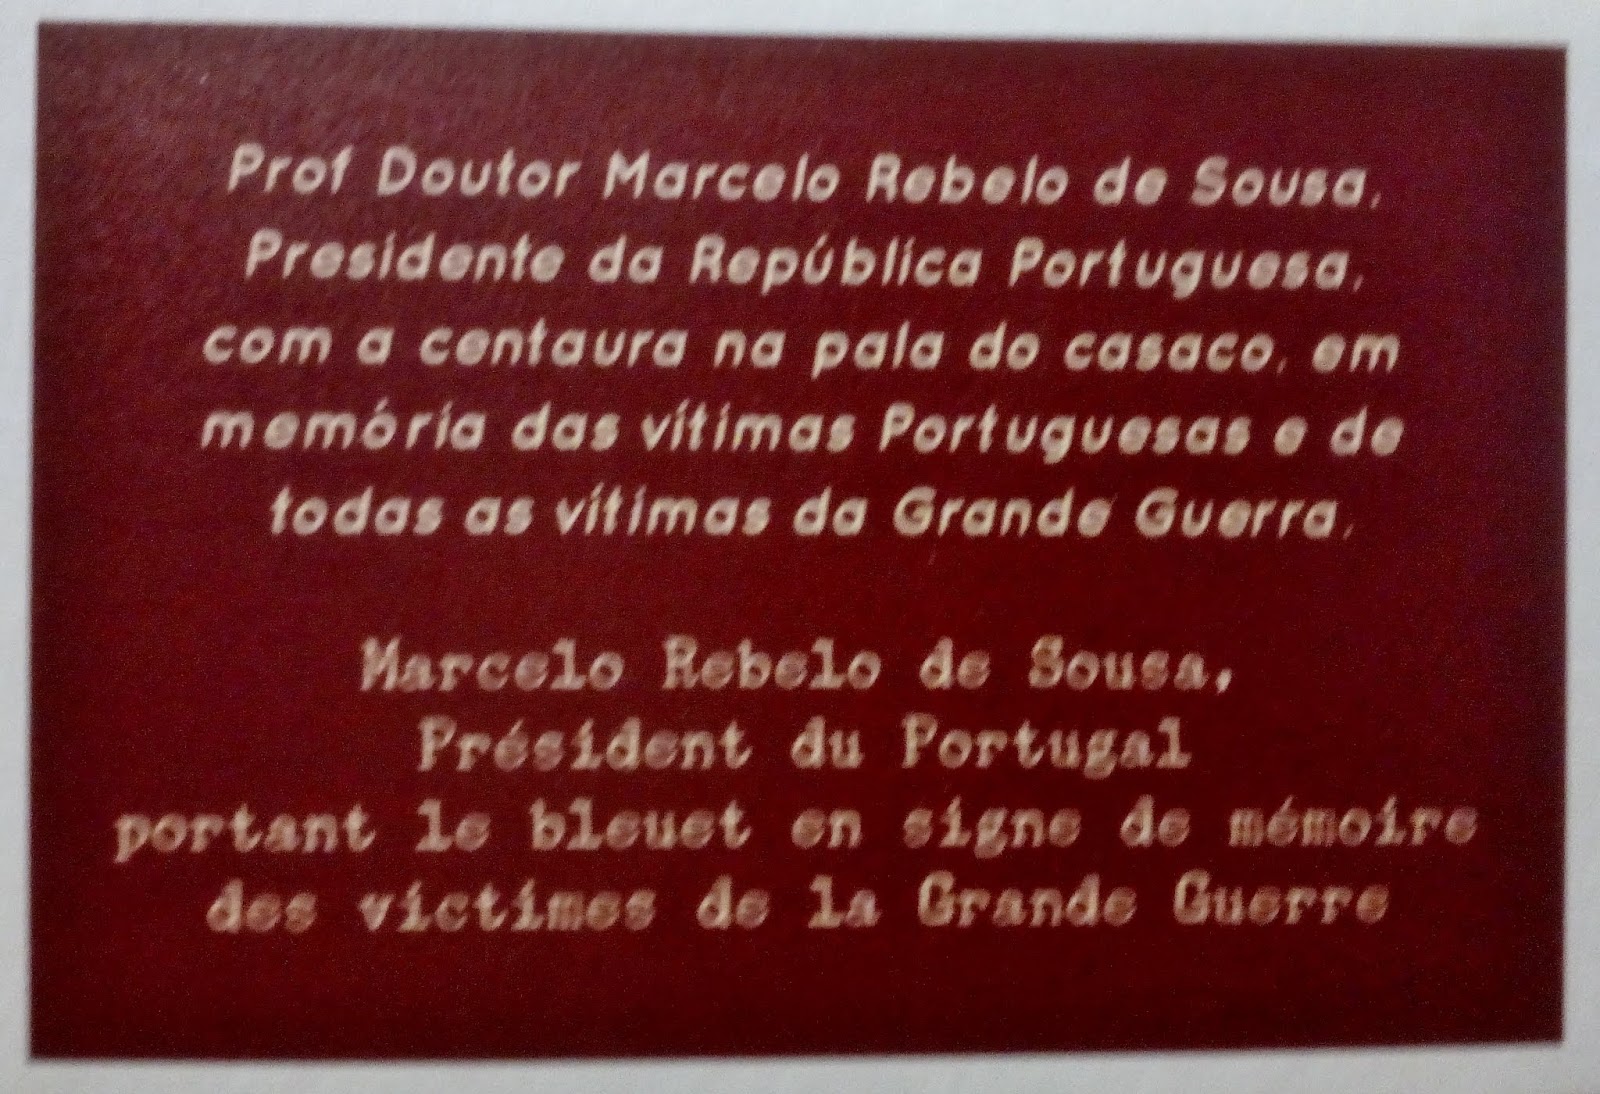 Prof Doutor Marcelo Rebelo de Sousa,
Presidente da República Portuguesa,
com a centaura na pala do casaco, em
memória das vítimas Portuguesas e de
todas as vítimas da Grande Guerra.
Marcelo Rebelo de Sousa,
Président du Portugal
portant le bleuet en signe de mémoire
des victimes de la Grande Guerre